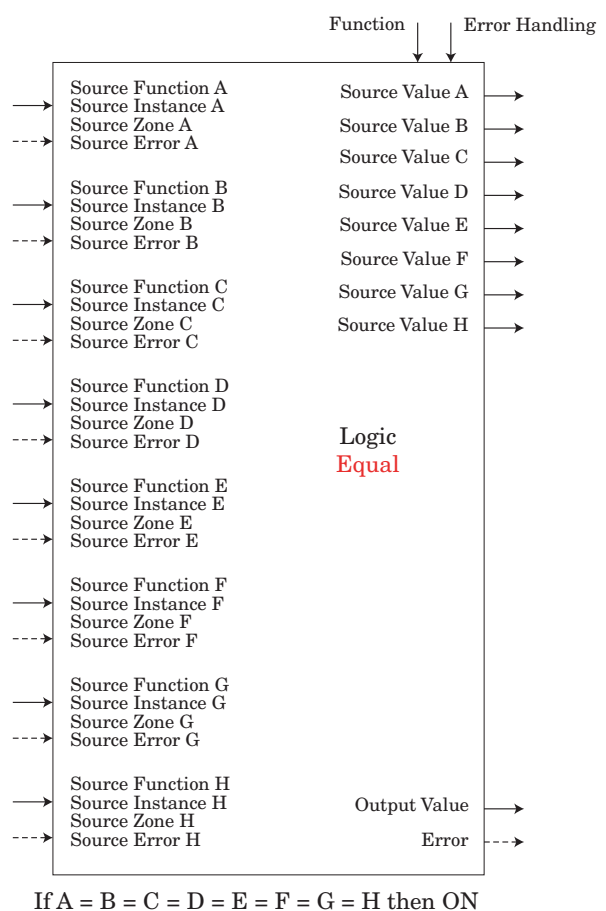 Function
Error Handling
Source Function A
Source Instance A
Source Zone A
Source Error A
Source Function B
Source Instance B
Source Zone B
Source Error B
Source Function C
Source Instance C
Source Zone C
Source Error C
Source Function D
Source Instance D
Source Zone D
Source Error D
Source Function E
Source Instance E
Source Zone E
Source Error E
Source Function F
Source Instance F
Source Zone F
Source Error F
Source Function G
Source Instance G
Source Zone G
Source Error G
Source Function H
Source Instance H
Source Zone H
Source Error H
Source Value A
Source Value B
Source Value C
Source Value D
Source Value E
Source Value F
Source Value G
Source Value H
Logic
Equal
Output Value
Error
If A = B = C = D = E = F = G = H then ON